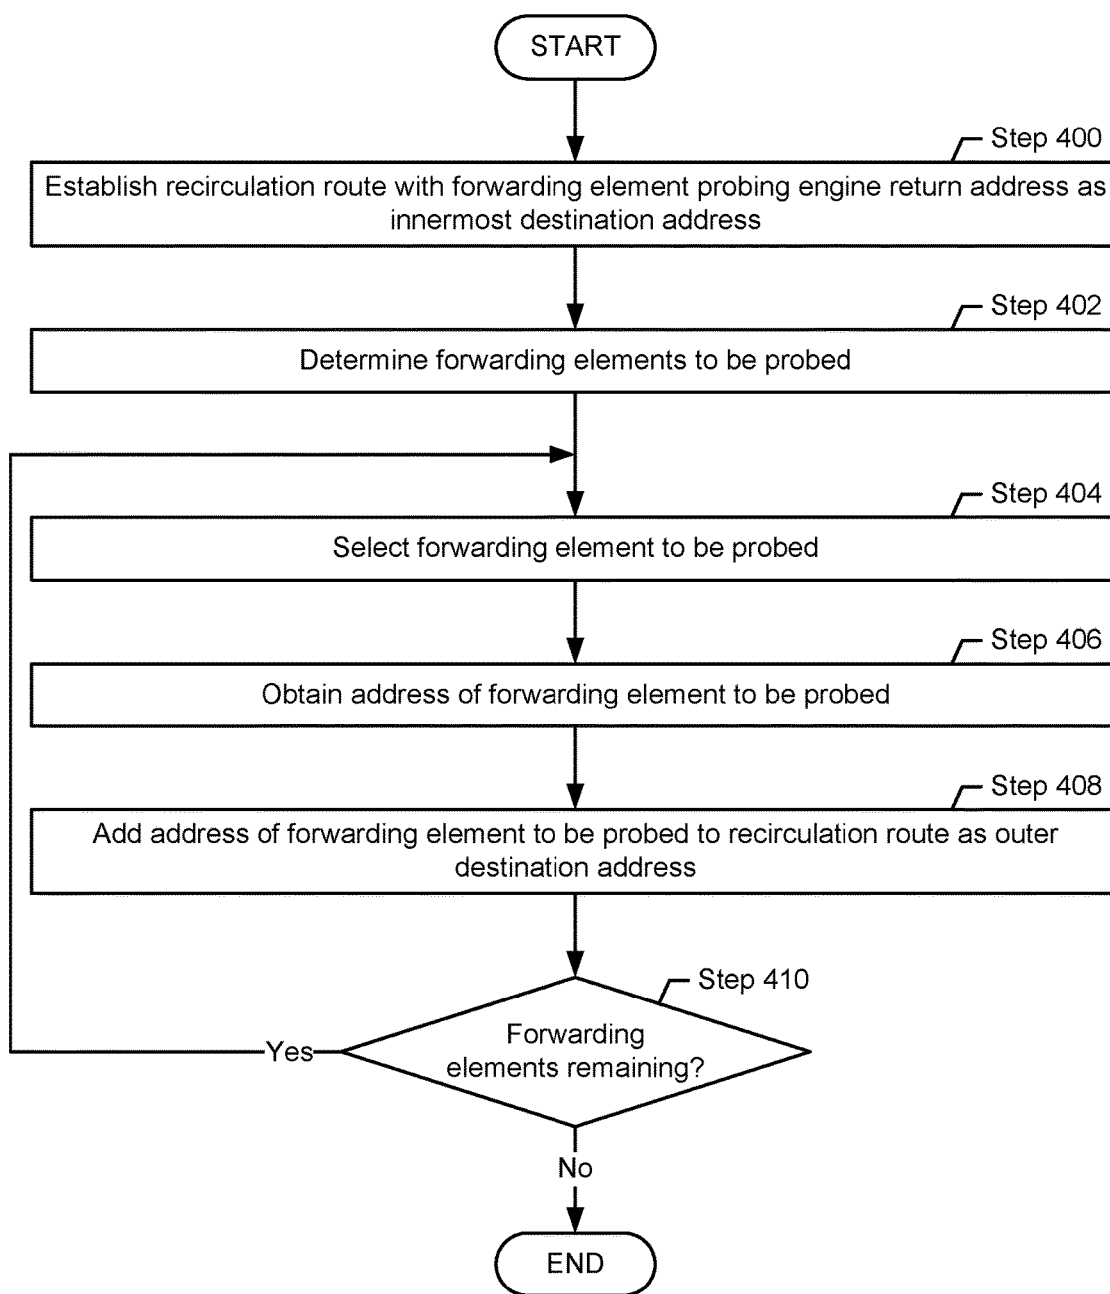 START
Step 400
Establish recirculation route with forwarding element probing engine return address as
innermost destination address
Step 402
Determine forwarding elements to be probed
Step 404
Select forwarding element to be probed
Step 406
Obtain address of forwarding element to be probed
Step 408
Add address of forwarding element to be probed to recirculation route as outer
destination address
Step 410
Forwarding
elements remaining?
Yes
No
END